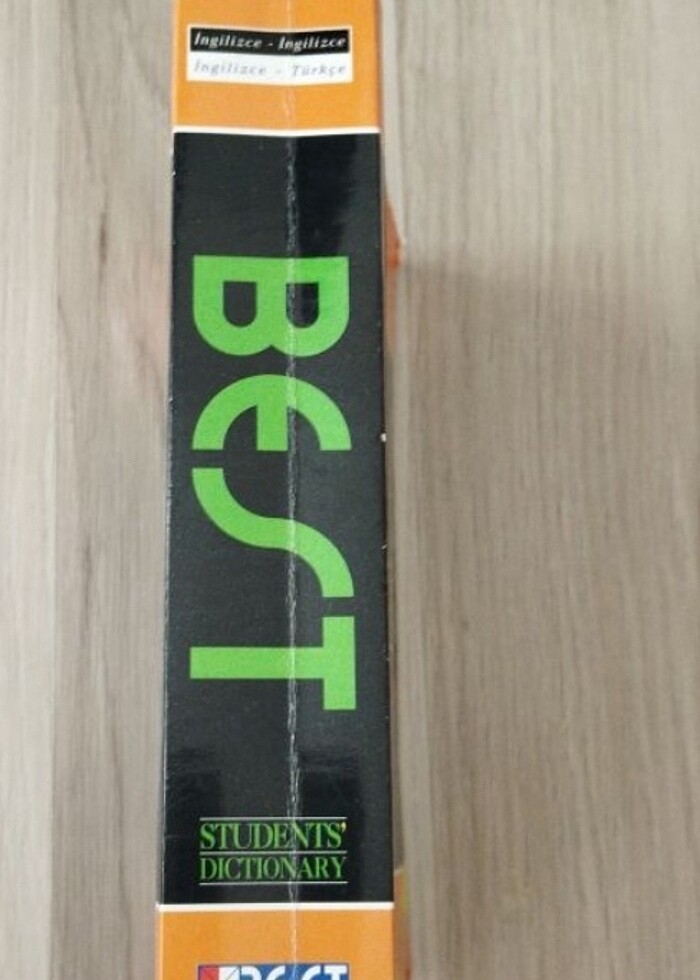 İngilizce - İngilizce
İngilizce - Türkçe
BEST
STUDENTS'
DICTIONARY